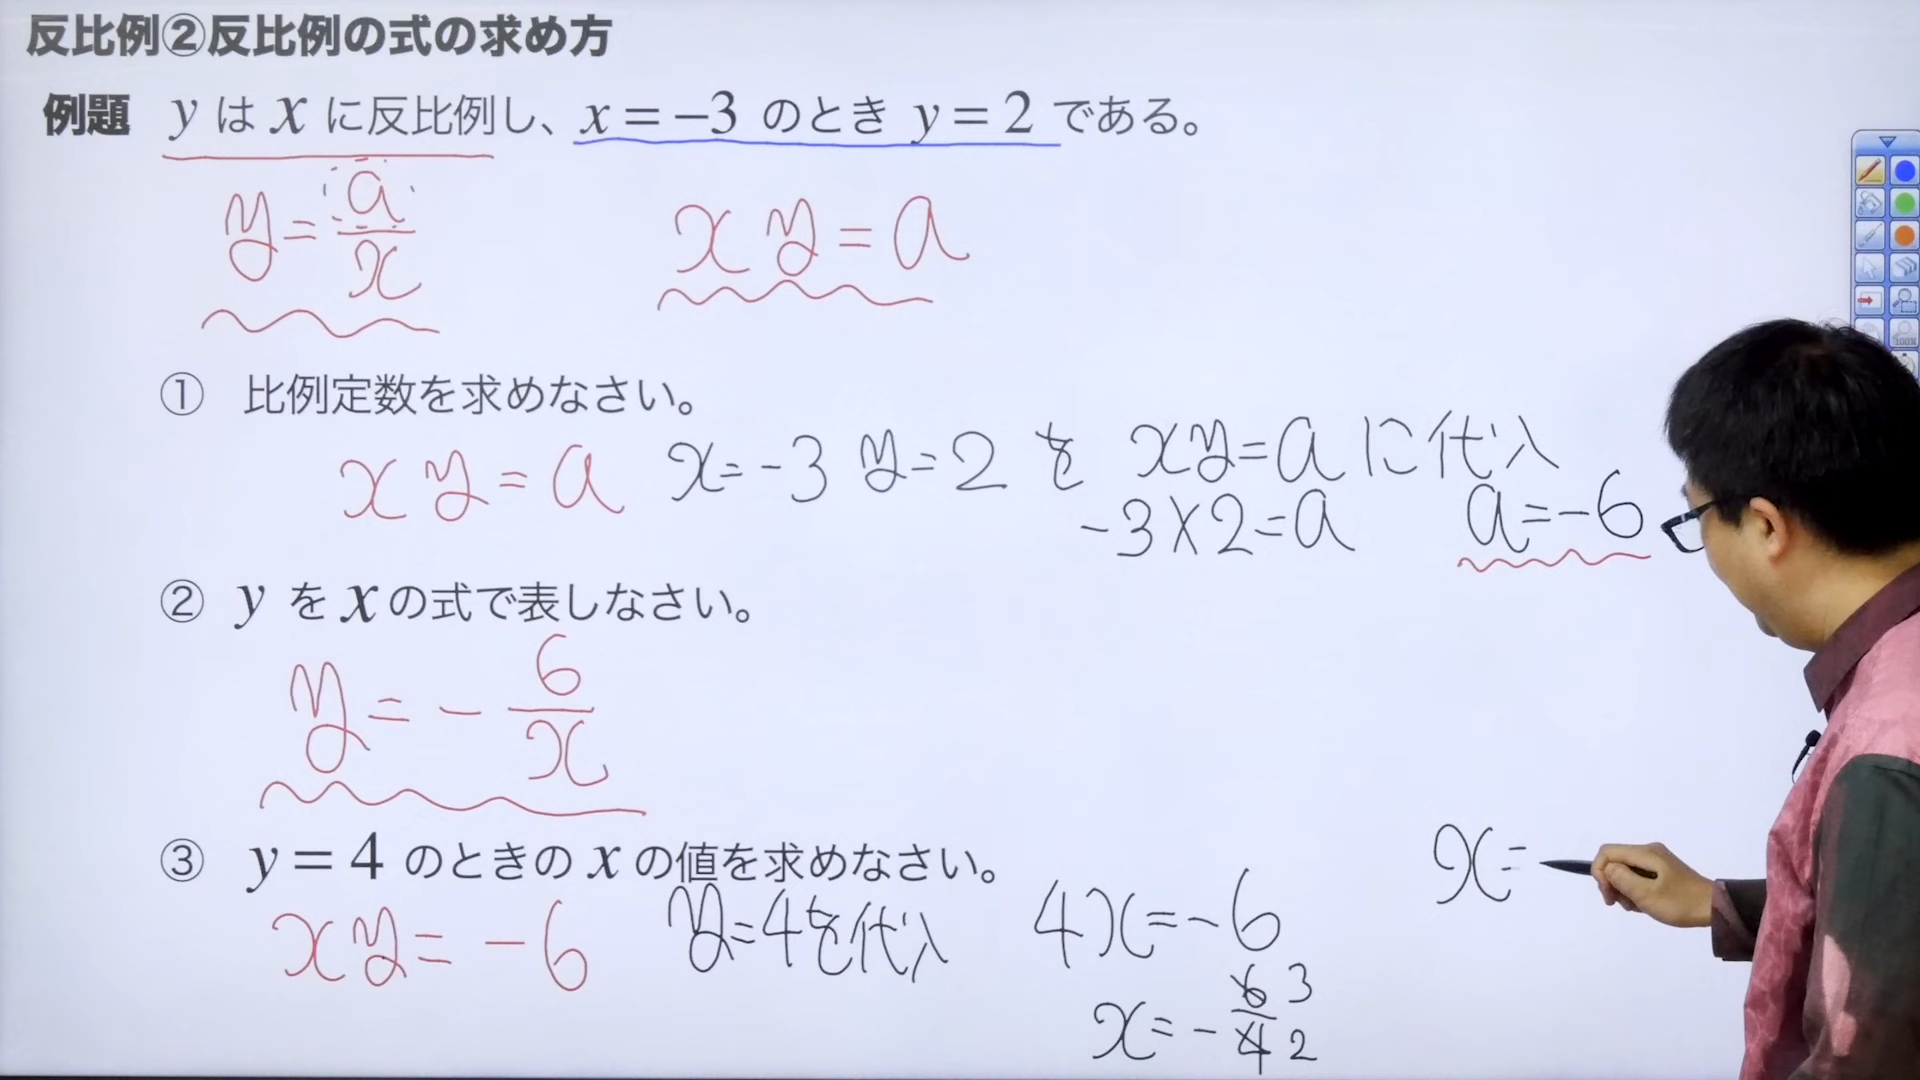 反比例②反比例の式の求め方
例題 y は x に反比例し、x = −3 のとき y = 2 である。
y = a/x
xy = a
① 比例定数を求めなさい。
xy = a
x = -3 y = 2 を xy = a に代入
-3×2 = a
a = -6
② y を x の式で表しなさい。
y = - 6/x
③ y = 4 のときの x の値を求めなさい。
xy = -6
y=4を代入
4x = -6
x = - 6/4 3 2
x =
100%